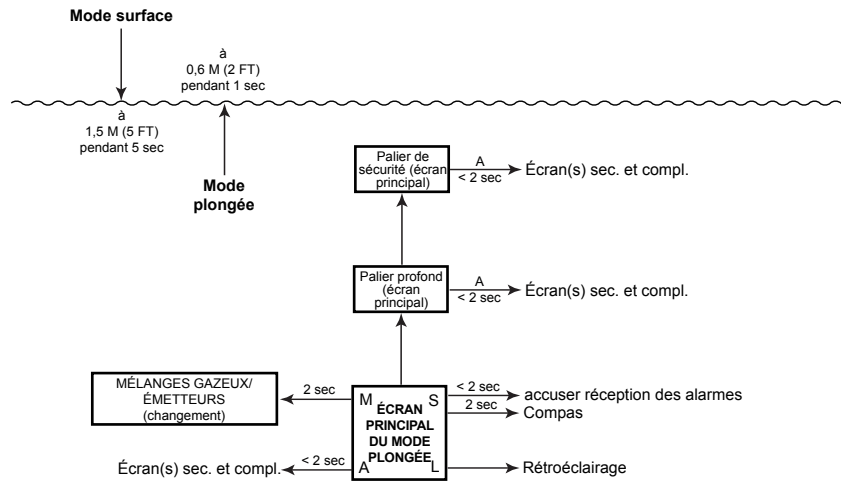 Mode surface
à
0,6 M (2 FT)
pendant 1 sec
à
1,5 M (5 FT)
pendant 5 sec
Mode
plongée
Palier de
sécurité (écran
principal)
A
< 2 sec
Écran(s) sec. et compl.
Palier profond
(écran
principal)
A
< 2 sec
Écran(s) sec. et compl.
MÉLANGES GAZEUX/
ÉMETTEURS
(changement)
2 sec
M
S
ÉCRAN
PRINCIPAL
DU MODE
PLONGÉE
A
L
< 2 sec
accuser réception des alarmes
2 sec
Compas
Écran(s) sec. et compl.
< 2 sec
Rétroéclairage